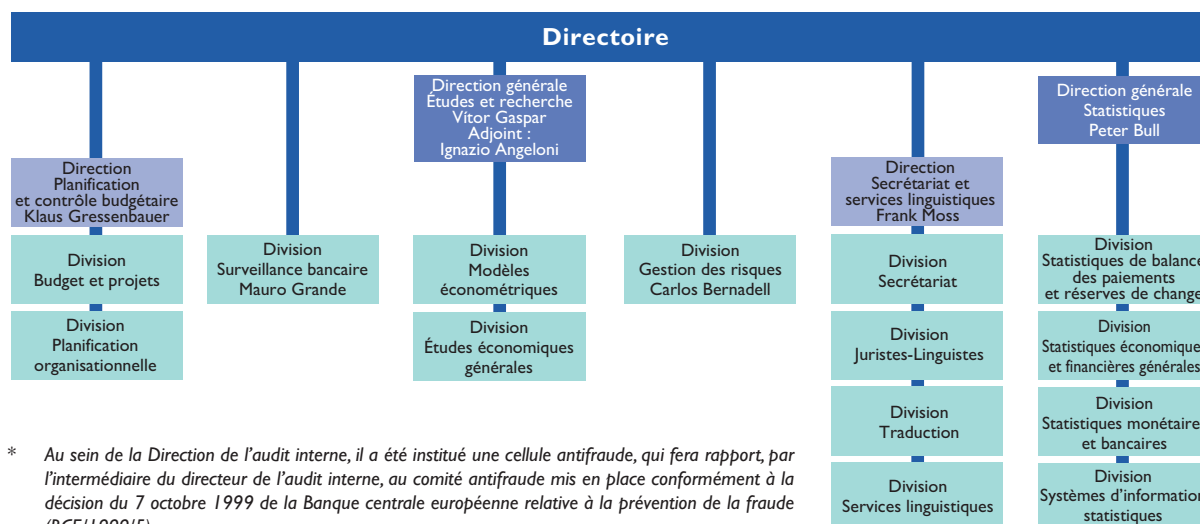 Directoire
Direction
Planification
et contrôle budgétaire
Klaus Gressenbauer
Division
Budget et projets
Division
Planification
organisationnelle
Division
Surveillance bancaire
Mauro Grande
Direction générale
Études et recherche
Vítor Gaspar
Adjoint :
Ignazio Angeloni
Division
Modèles
économétriques
Division
Études économiques
générales
Division
Gestion des risques
Carlos Bernadell
Direction
Secrétariat et
services linguistiques
Frank Moss
Division
Secrétariat
Division
Juristes-Linguistes
Division
Traduction
Division
Services linguistiques
Direction générale
Statistiques
Peter Bull
Division
Statistiques de balance
des paiements
et réserves de change
Division
Statistiques économique
et financières générales
Division
Statistiques monétaire
et bancaires
Division
Systèmes d'information
statistiques
* Au sein de la Direction de l'audit interne, il a été institué une cellule antifraude, qui fera rapport, par
l'intermédiaire du directeur de l'audit interne, au comité antifraude mis en place conformément à la
décision du 7 octobre 1999 de la Banque centrale européenne relative à la prévention de la fraude